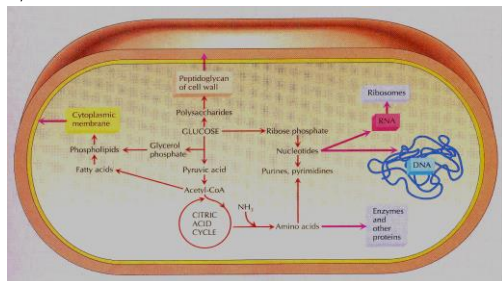 Peptidoglycan
of cell wall
Ribosomes
Polysaccharides
Cytoplasmic
membrane
RNA
GLUCOSE
Ribose phosphate
Phospholipids
Glycerol
phosphate
Nucleotides
DNA
Fatty acids
Pyruvic acid
Purines, pyrimidines
Acetyl-CoA
NH₃
CITRIC
ACID
CYCLE
Amino acids
Enzymes
and
other
proteins